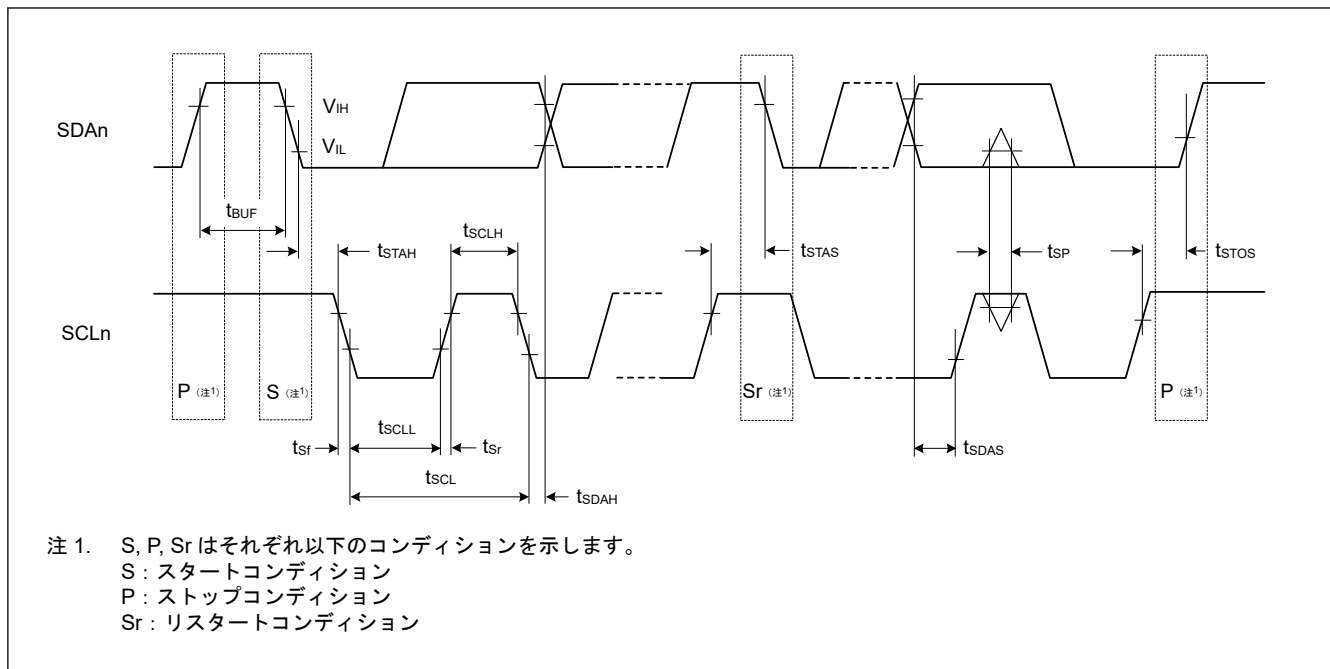 SDAn
VIH
VIL
tBUF
tSTAH
tSCLH
tSTAS
tSP
tSTOS
SCLn
P（注1）
S（注1）
Sr（注1）
P（注1）
tSf
tSCLL
tSr
tSDAS
tSCL
tSDAH
注 1. S, P, Sr はそれぞれ以下のコンディションを示します。
S：スタートコンディション
P：ストップコンディション
Sr：リスタートコンディション